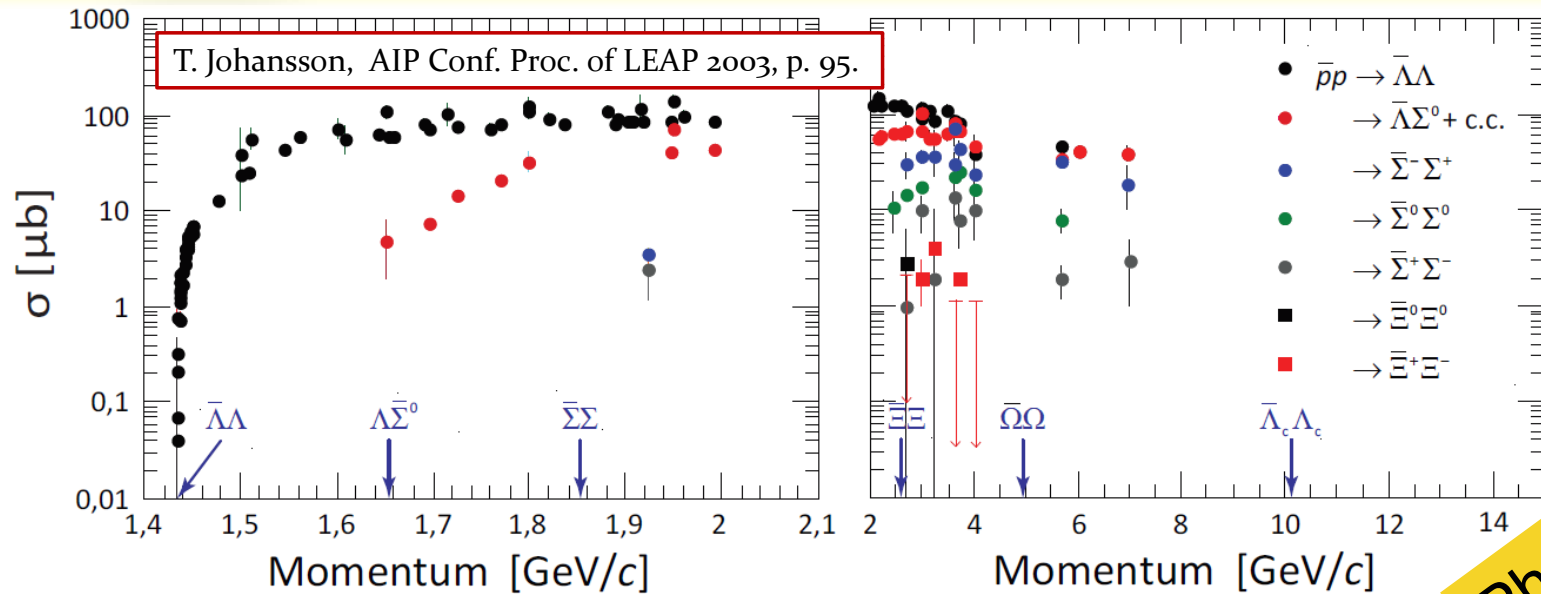 T. Johansson, AIP Conf. Proc. of LEAP 2003, p. 95.
σ [μb]
1000
100
10
1
0,1
0,01
Λ̅Λ
ΛΣ̅⁰
Σ̅Σ
1,4 1,5 1,6 1,7 1,8 1,9 2 2,1
Momentum [GeV/c]
p̅p → Λ̅Λ
→ Λ̅Σ⁰ + c.c.
→ Σ̅⁻Σ⁺
→ Σ̅⁰Σ⁰
→ Σ̅⁺Σ⁻
→ Ξ̅⁰Ξ⁰
→ Ξ̅⁺Ξ⁻
Ξ̅Ξ
Ω̅Ω
Λ̅c Λc
2 4 6 8 10 12 14
Momentum [GeV/c]